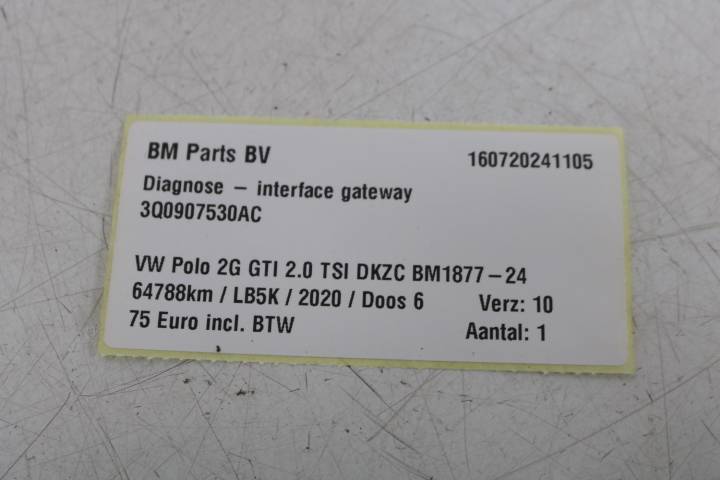 BM Parts BV 160720241105
Diagnose – interface gateway
3Q0907530AC
VW Polo 2G GTI 2.0 TSI DKZC BM1877–24
64788km / LB5K / 2020 / Doos 6 Verz: 10
75 Euro incl. BTW Aantal: 1